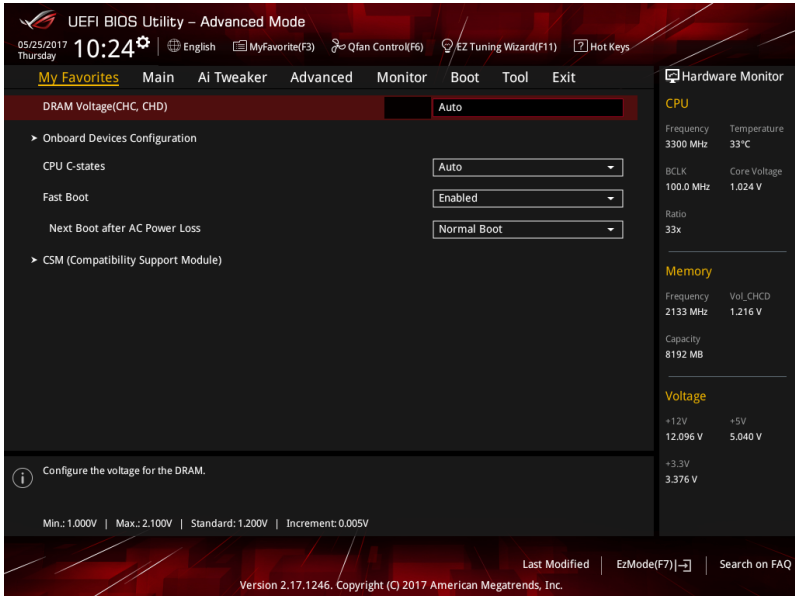 UEFI BIOS Utility – Advanced Mode
05/25/2017 Thursday 10:24 English MyFavorite(F3) Qfan Control(F6) EZ Tuning Wizard(F11) ? Hot Keys
My Favorites Main Ai Tweaker Advanced Monitor Boot Tool Exit
DRAM Voltage(CHC, CHD) Auto
> Onboard Devices Configuration
CPU C-states Auto
Fast Boot Enabled
Next Boot after AC Power Loss Normal Boot
> CSM (Compatibility Support Module)
Hardware Monitor
CPU
Frequency Temperature
3300 MHz 33°C
BCLK Core Voltage
100.0 MHz 1.024 V
Ratio
33x
Memory
Frequency Vol_CHCD
2133 MHz 1.216 V
Capacity
8192 MB
Voltage
+12V +5V
12.096 V 5.040 V
+3.3V
3.376 V
Configure the voltage for the DRAM.
Min.: 1.000V | Max.: 2.100V | Standard: 1.200V | Increment: 0.005V
Last Modified EzMode(F7) Search on FAQ
Version 2.17.1246. Copyright (C) 2017 American Megatrends, Inc.